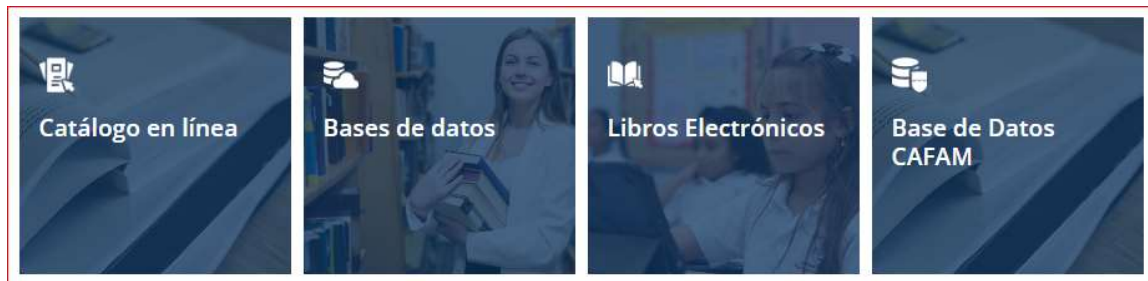 Catálogo en línea
Bases de datos
Libros Electrónicos
Base de Datos
CAFAM